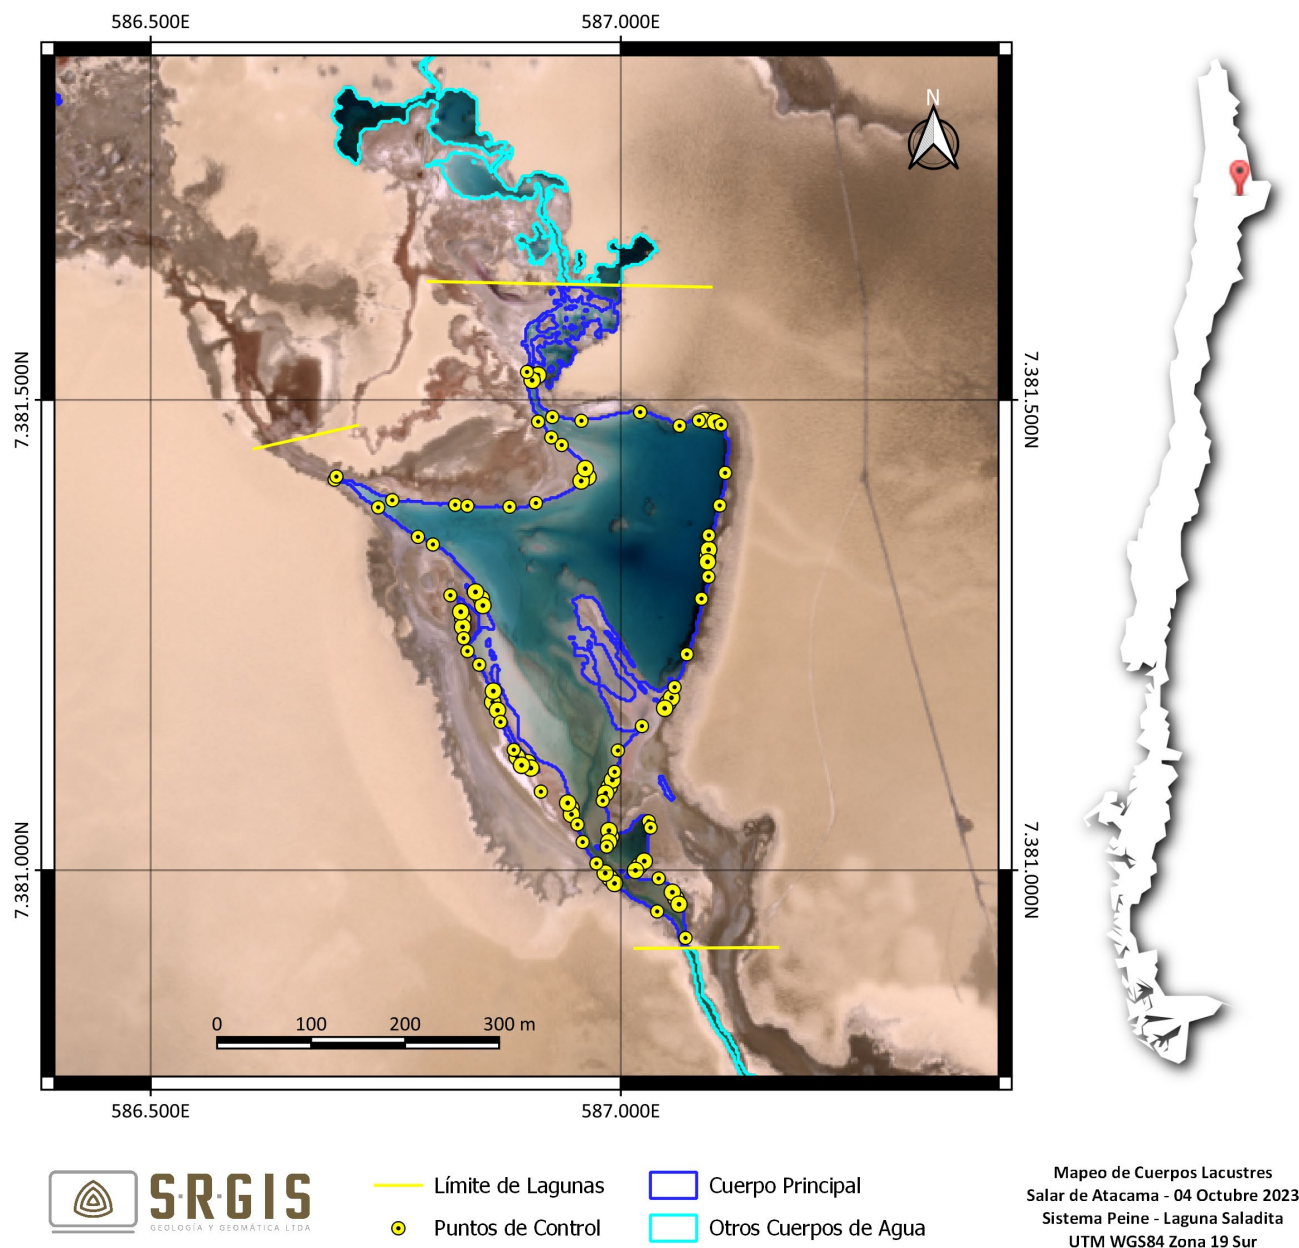 586.500E 587.000E
N
7.381.500N 7.381.500N
7.381.000N 7.381.000N
0 100 200 300 m
586.500E 587.000E
S·R·GIS
GEOLOGÍA Y GEOMÁTICA LTDA
Límite de Lagunas
Puntos de Control
Cuerpo Principal
Otros Cuerpos de Agua
Mapeo de Cuerpos Lacustres
Salar de Atacama - 04 Octubre 2023
Sistema Peine - Laguna Saladita
UTM WGS84 Zona 19 Sur